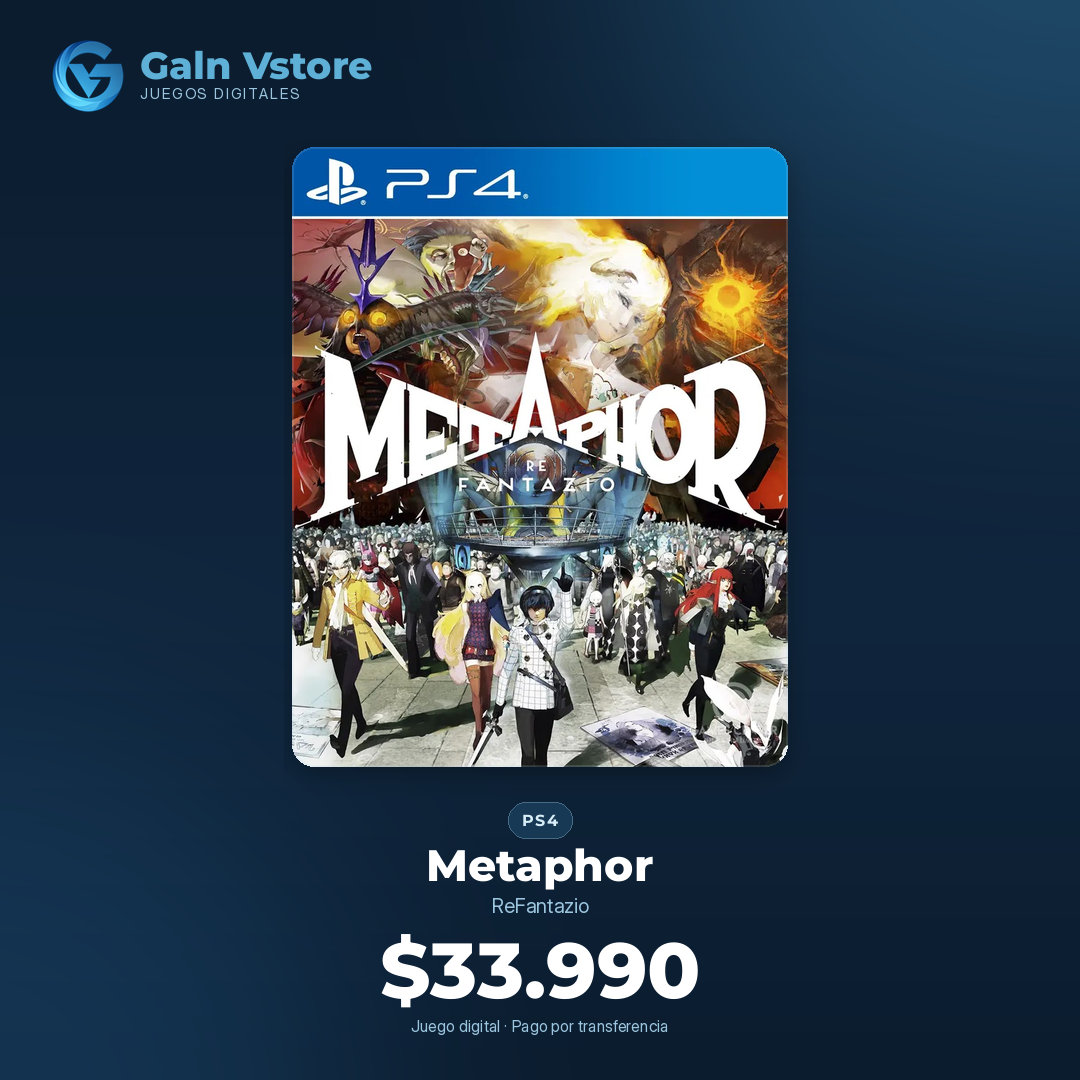 Galn Vstore
JUEGOS DIGITALES
PS4
METAPHOR
RE
FANTAZIO
PS4
Metaphor
ReFantazio
$33.990
Juego digital · Pago por transferencia